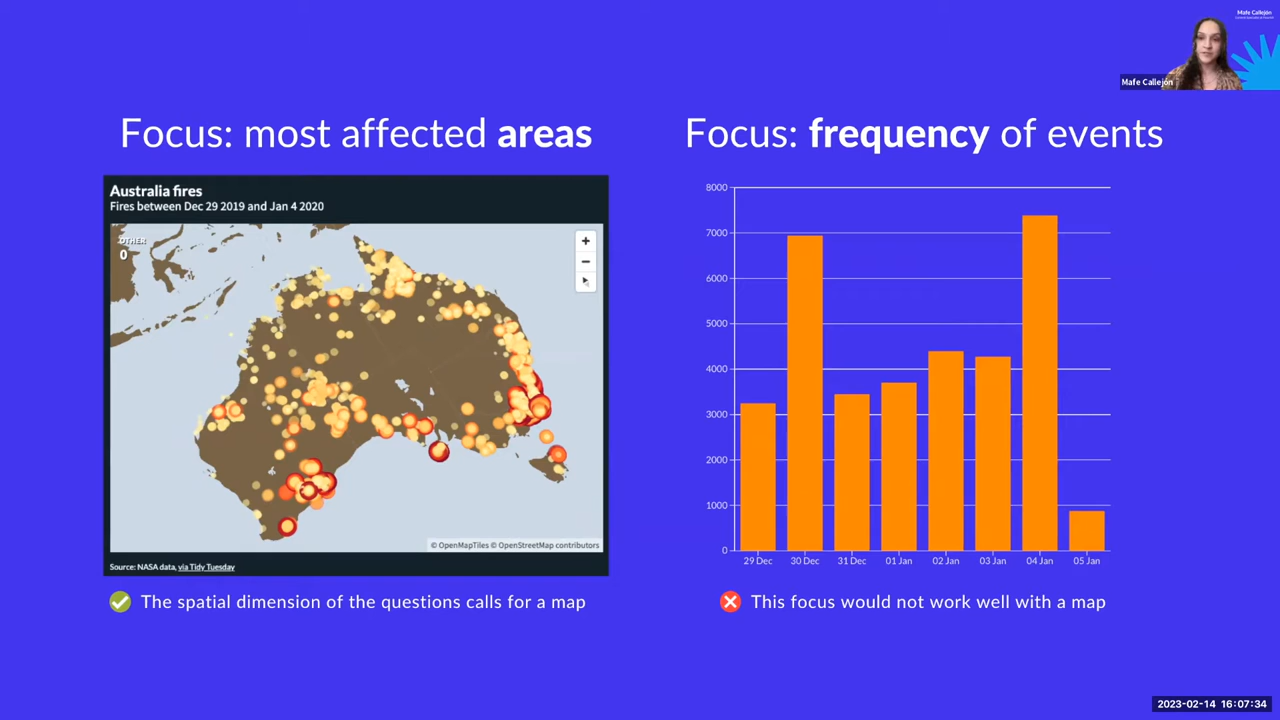 Mafe Callejón
Mafe Callejón
Focus: most affected areas
Focus: frequency of events
Australia fires
Fires between Dec 29 2019 and Jan 4 2020
OTHER
0
+
−
© OpenMapTiles © OpenStreetMap contributors
Source: NASA data, via Tidy Tuesday
The spatial dimension of the questions calls for a map
8000
7000
6000
5000
4000
3000
2000
1000
0
29 Dec
30 Dec
31 Dec
01 Jan
02 Jan
03 Jan
04 Jan
05 Jan
This focus would not work well with a map
2023-02-14 16:07:34